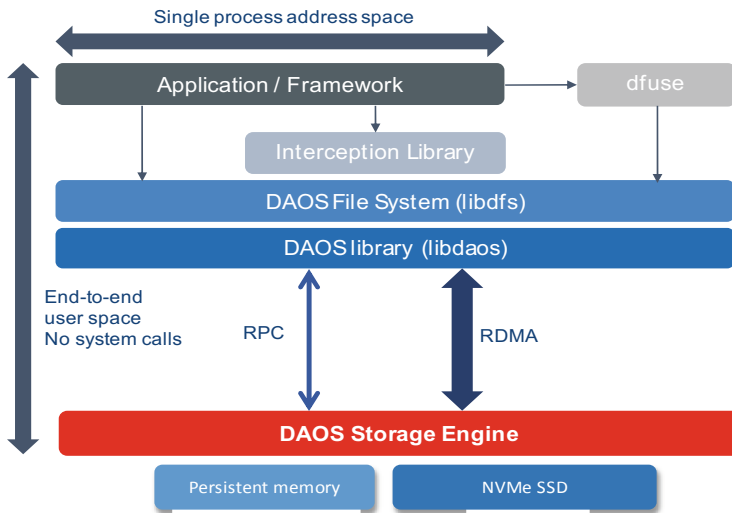 Single process address space
Application / Framework
dfuse
Interception Library
DAOS File System (libdfs)
DAOS library (libdaos)
End-to-end
user space
No system calls
RPC
RDMA
DAOS Storage Engine
Persistent memory
NVMe SSD